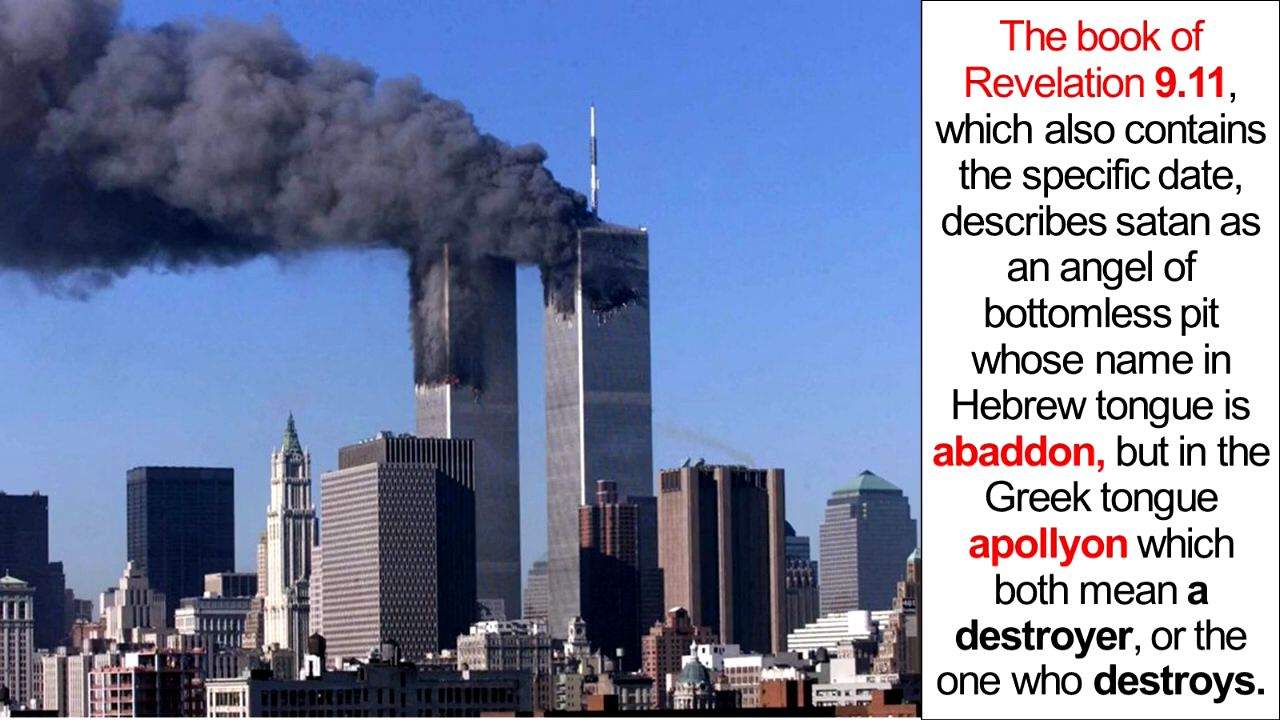 The book of
Revelation 9.11,
which also contains
the specific date,
describes satan as
an angel of
bottomless pit
whose name in
Hebrew tongue is
abaddon, but in the
Greek tongue
apollyon which
both mean a
destroyer, or the
one who destroys.